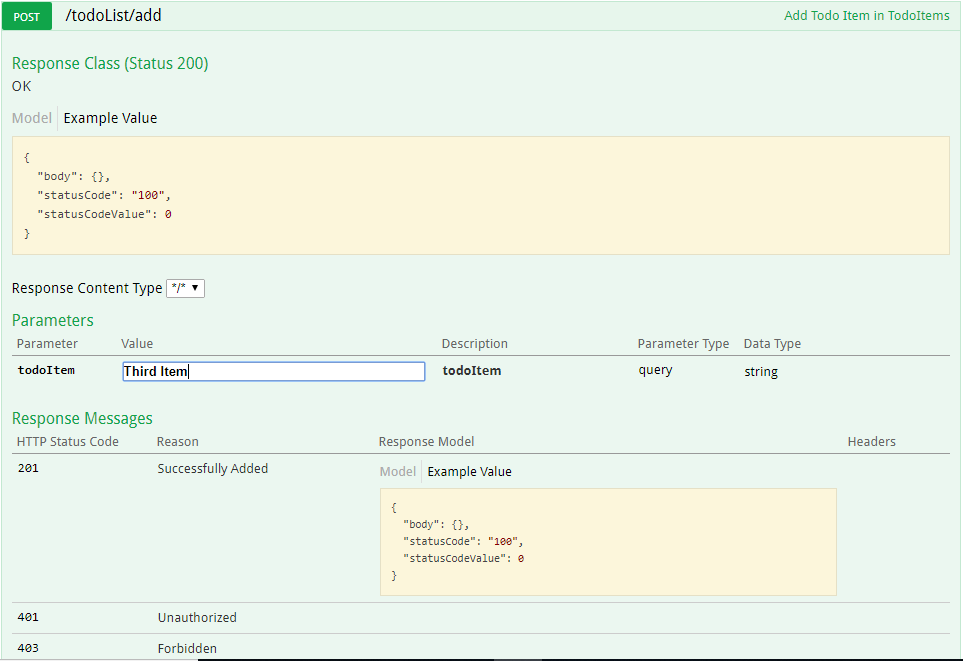 POST /todoList/add Add Todo Item in TodoItems
Response Class (Status 200)
OK
Model Example Value
{
"body": {},
"statusCode": "100",
"statusCodeValue": 0
}
Response Content Type */*
Parameters
Parameter Value Description Parameter Type Data Type
todoItem Third Item todoItem query string
Response Messages
HTTP Status Code Reason Response Model Headers
201 Successfully Added Model Example Value
{
"body": {},
"statusCode": "100",
"statusCodeValue": 0
}
401 Unauthorized
403 Forbidden